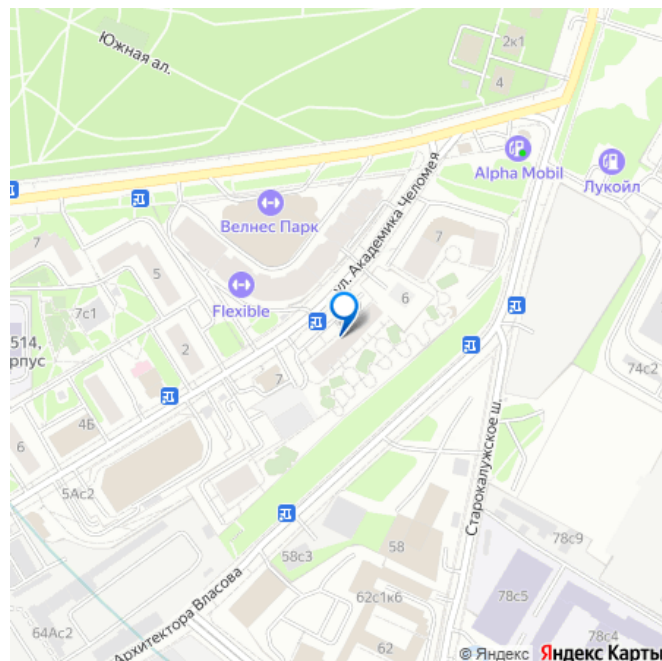 Южная ал.
2к1
4
Alpha Mobil
Лукойл
ул. Академика Челомея
Велнес Парк
7
7
5
6
Flexible
7с1
514,
рпус
2
74с2
7
4Б
6
Старокалужское ш.
5Ас2
58с3
58
78с9
62с1к6
78с5
64Ас2
Архитектора Власова
62
78с4
© Яндекс Яндекс Карты